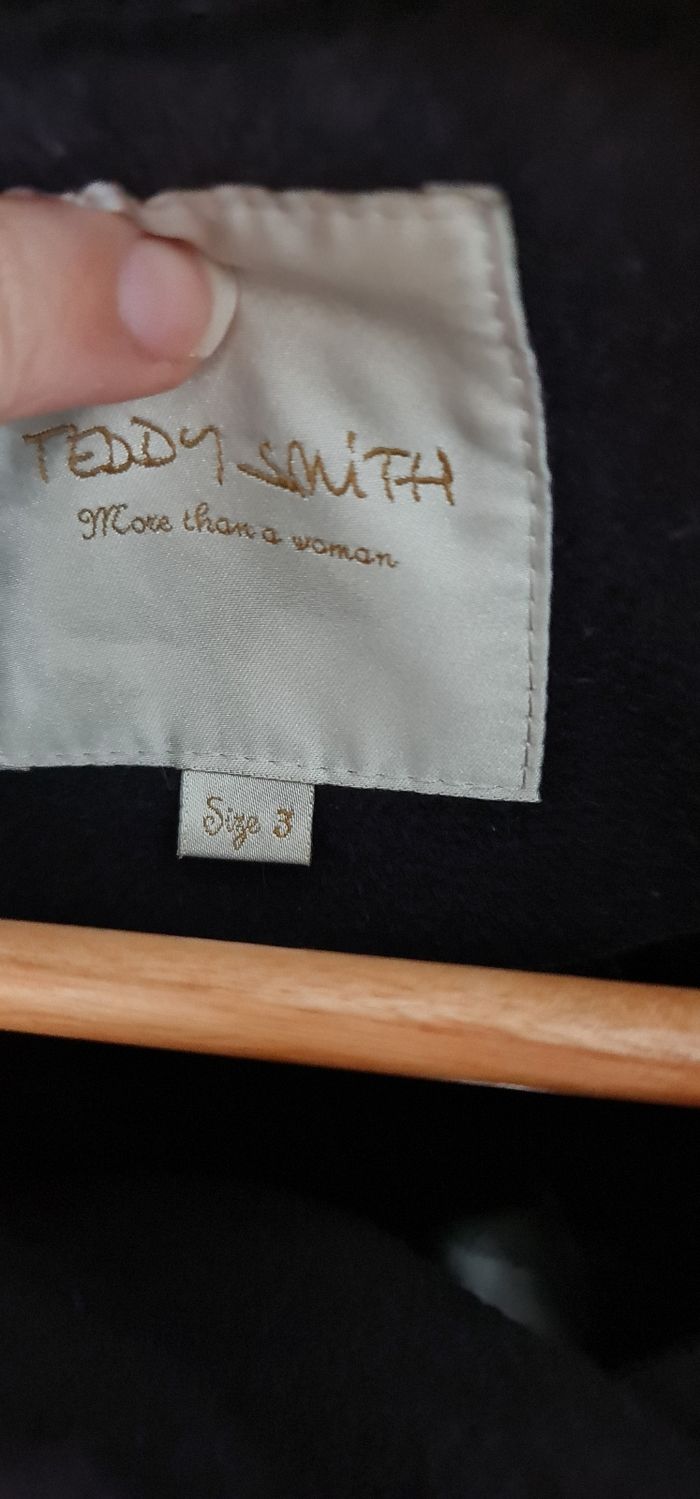 TEDDY SMiTH
More than a woman
Size 3